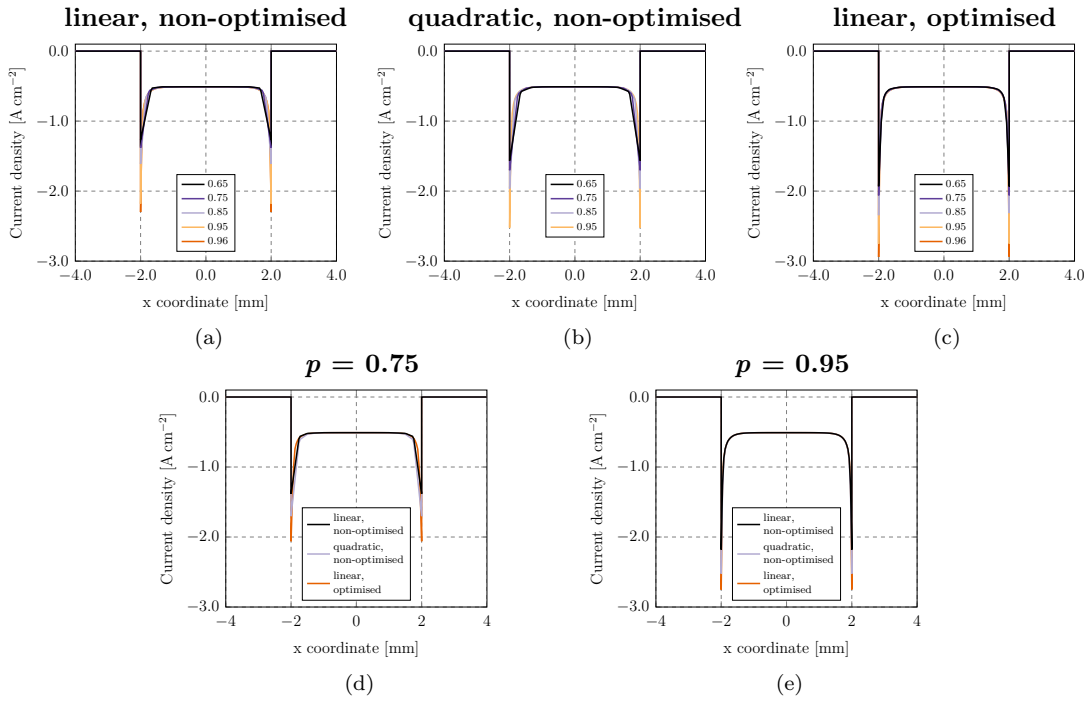 linear, non-optimised
quadratic, non-optimised
linear, optimised
Current density [A cm⁻²]
0.0
−1.0
−2.0
−3.0
0.65
0.75
0.85
0.95
0.96
−4.0
−2.0
0.0
2.0
4.0
x coordinate [mm]
(a)
Current density [A cm⁻²]
0.0
−1.0
−2.0
−3.0
0.65
0.75
0.85
0.95
−4.0
−2.0
0.0
2.0
4.0
x coordinate [mm]
(b)
Current density [A cm⁻²]
0.0
−1.0
−2.0
−3.0
0.65
0.75
0.85
0.95
0.96
−4.0
−2.0
0.0
2.0
4.0
x coordinate [mm]
(c)
p = 0.75
Current density [A cm⁻²]
0.0
−1.0
−2.0
−3.0
linear,
non-optimised
quadratic,
non-optimised
linear,
optimised
−4
−2
0
2
4
x coordinate [mm]
(d)
p = 0.95
Current density [A cm⁻²]
0.0
−1.0
−2.0
−3.0
linear,
non-optimised
quadratic,
non-optimised
linear,
optimised
−4
−2
0
2
4
x coordinate [mm]
(e)